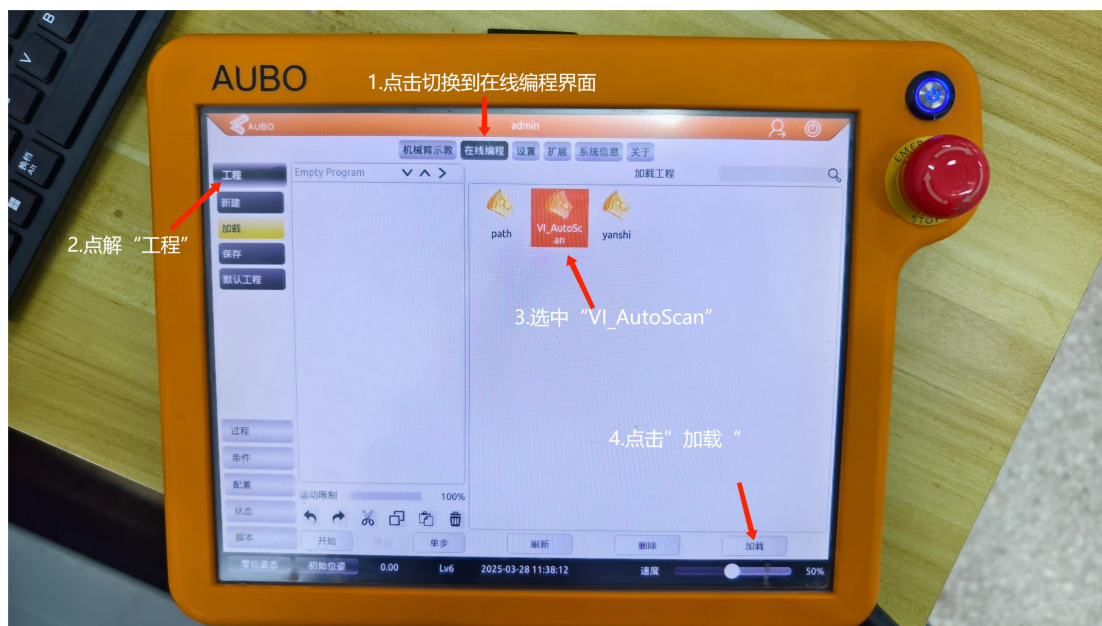 B
V
换档
Alt
AUBO
1.点击切换到在线编程界面
AUBO
admin
机械臂示教 在线编程 设置 扩展 系统信息 关于
工程
Empty Program
加载工程
新建
加载
保存
默认工程
path
VI_AutoSc
an
yanshi
2.点解“工程”
3.选中“VI_AutoScan”
4.点击”加载“
过程
条件
配置
状态
脚本
运动限制 100%
开始 单步 刷新 删除 加载
零位姿态 初始位姿 0.00 Lv6 2025-03-28 11:38:12 速度 50%
STOP